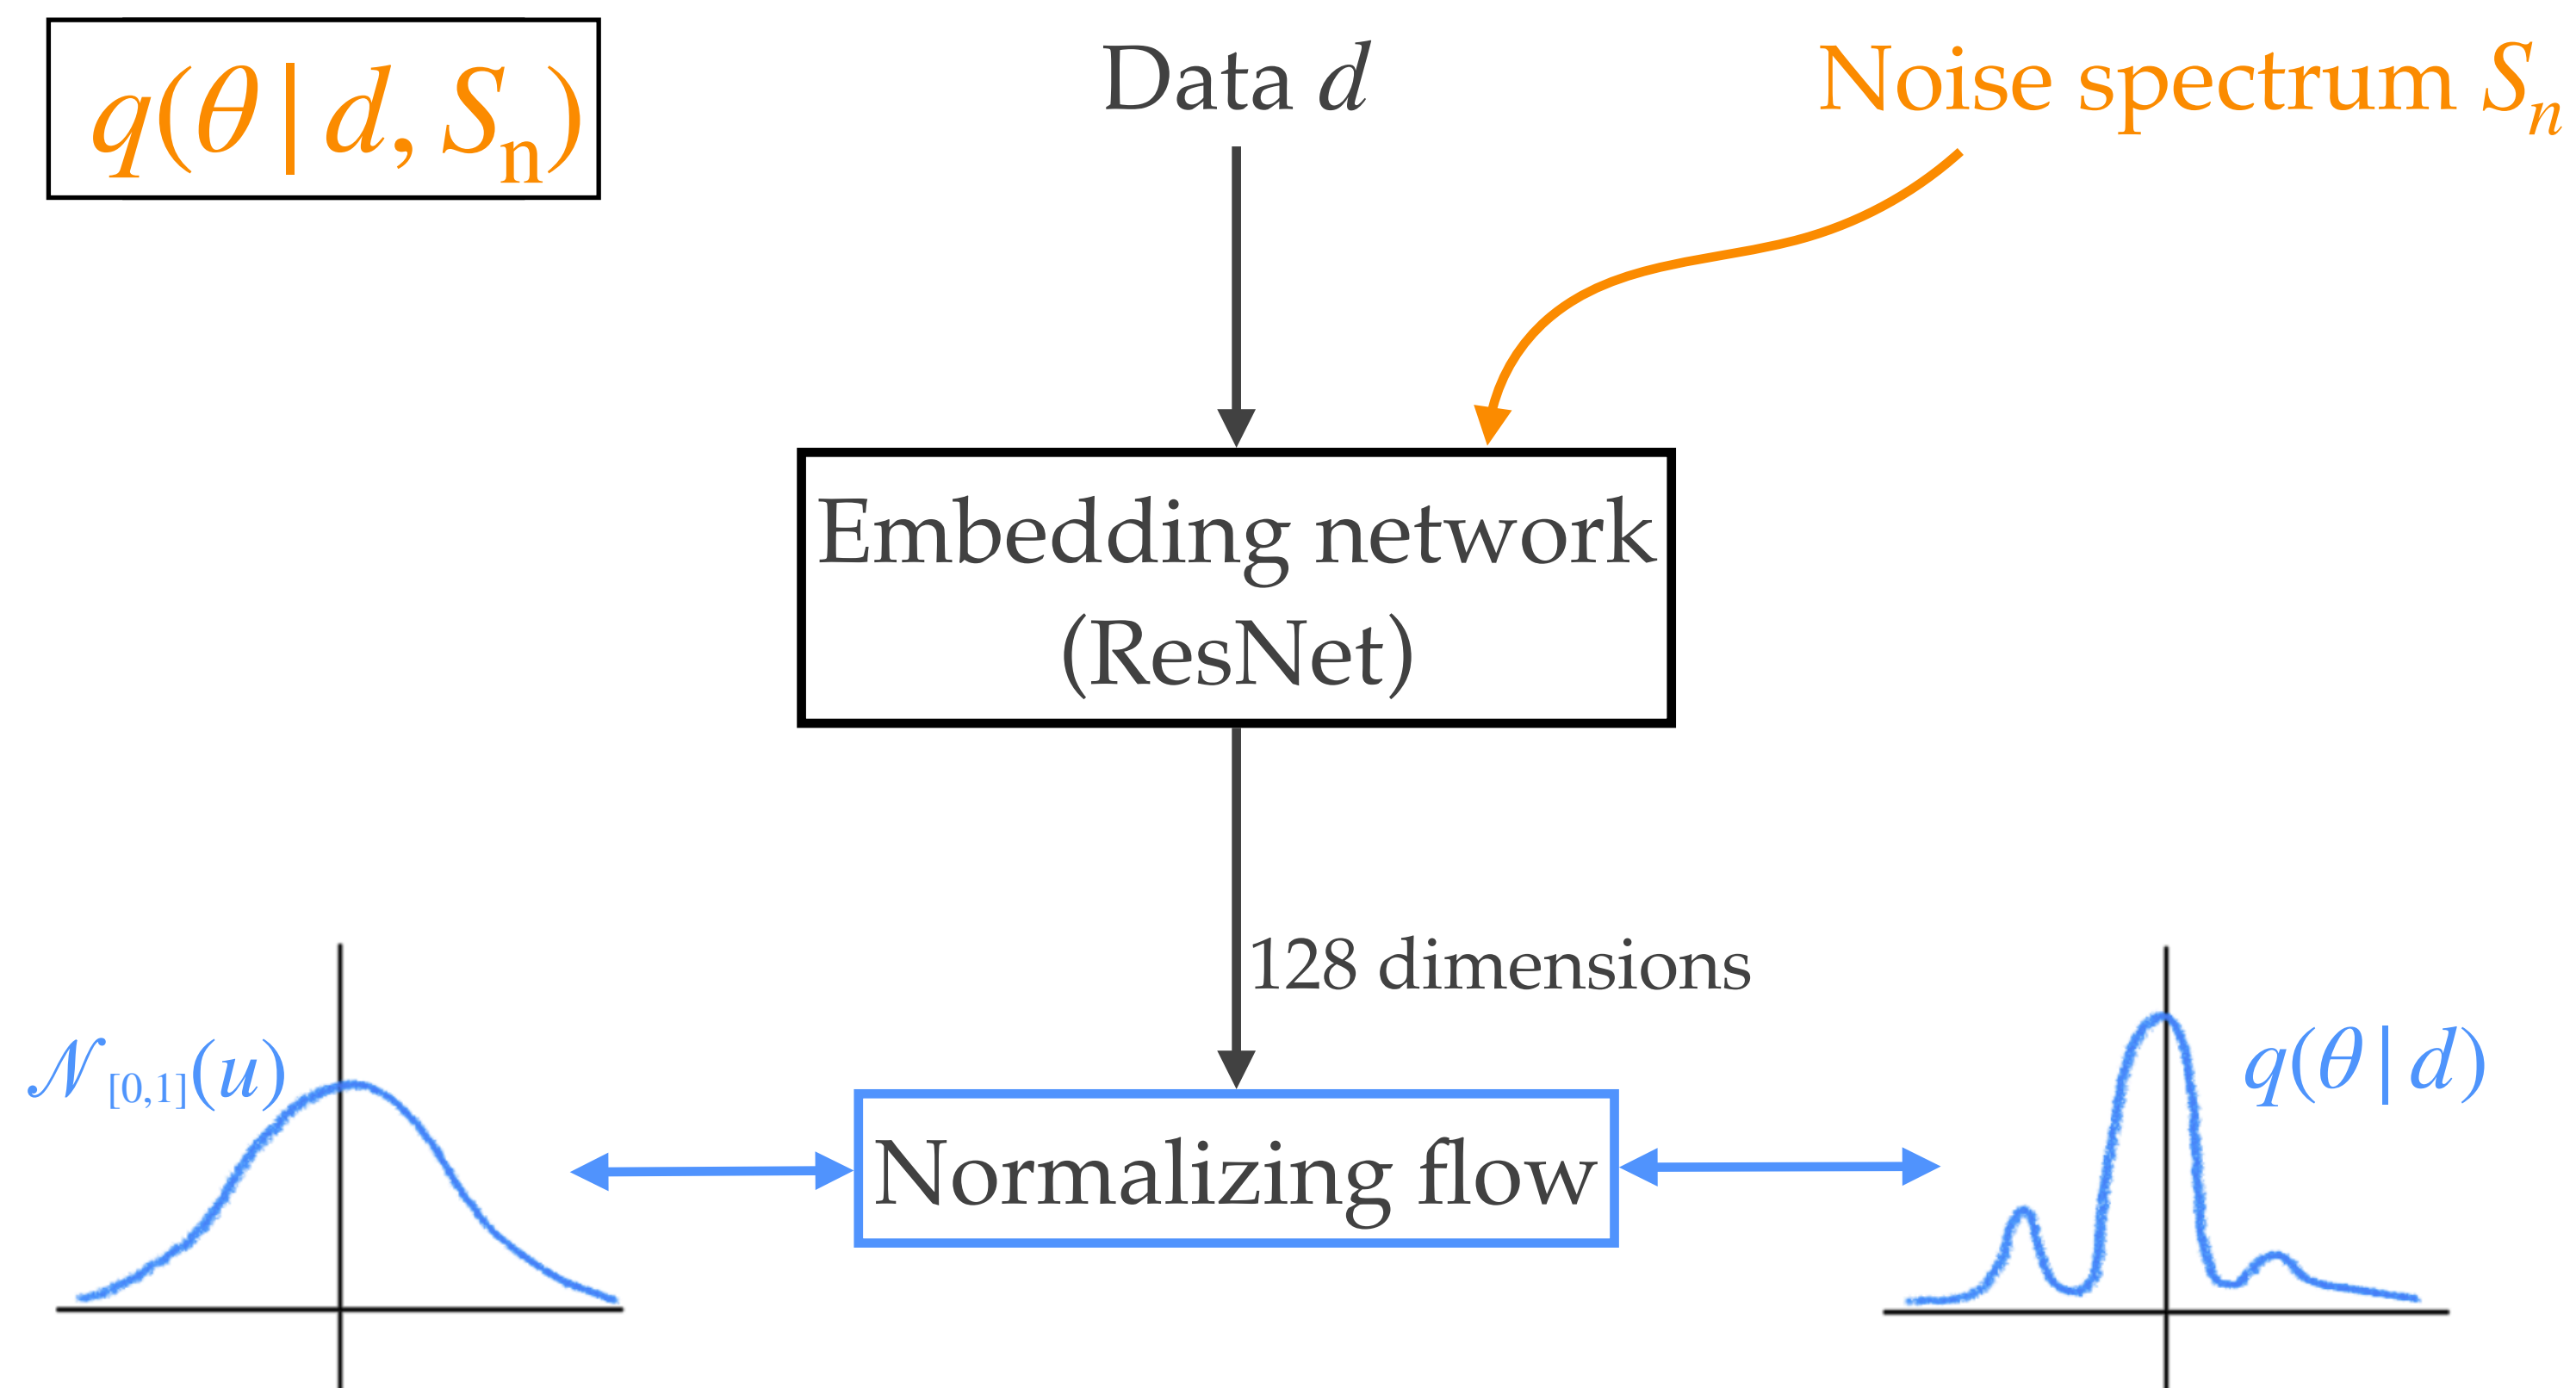 q(θ | d, Sₙ)
Data d
Noise spectrum Sₙ
Embedding network
(ResNet)
128 dimensions
𝒩[0,1](u)
q(θ | d)
Normalizing flow